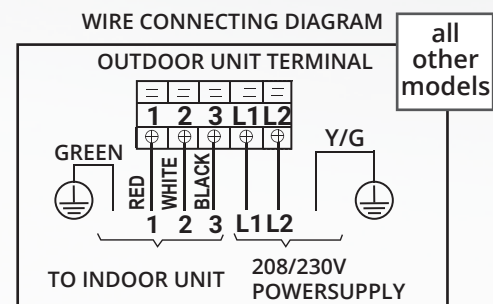 WIRE CONNECTING DIAGRAM
all
other
models
OUTDOOR UNIT TERMINAL
1 2 3 L1 L2
GREEN
Y/G
RED
WHITE
BLACK
1 2 3 L1 L2
TO INDOOR UNIT
208/230V
POWERSUPPLY